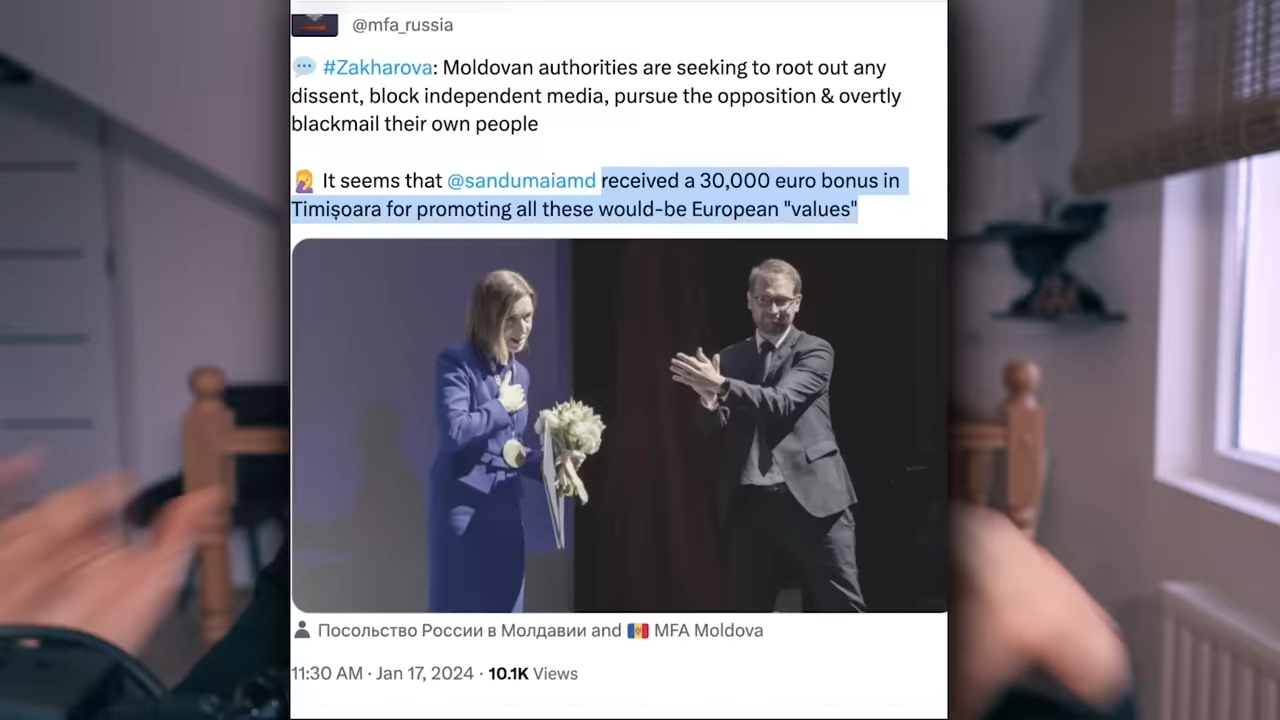 @mfa_russia
#Zakharova: Moldovan authorities are seeking to root out any
dissent, block independent media, pursue the opposition & overtly
blackmail their own people
It seems that @sandumaiamd received a 30,000 euro bonus in
Timișoara for promoting all these would-be European "values"
Посольство России в Молдавии and 🇲🇩 MFA Moldova
11:30 AM · Jan 17, 2024 · 10.1K Views